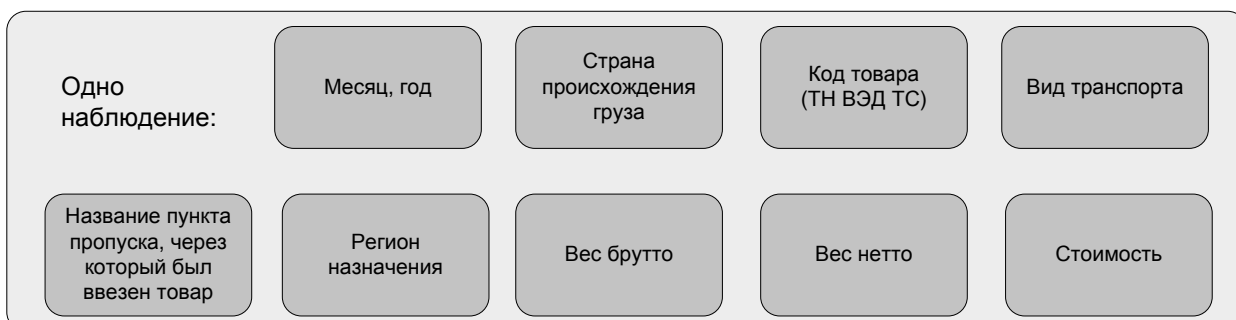 Одно
наблюдение:
Месяц, год
Страна
происхождения
груза
Код товара
(ТН ВЭД ТС)
Вид транспорта
Название пункта
пропуска, через
который был
ввезен товар
Регион
назначения
Вес брутто
Вес нетто
Стоимость